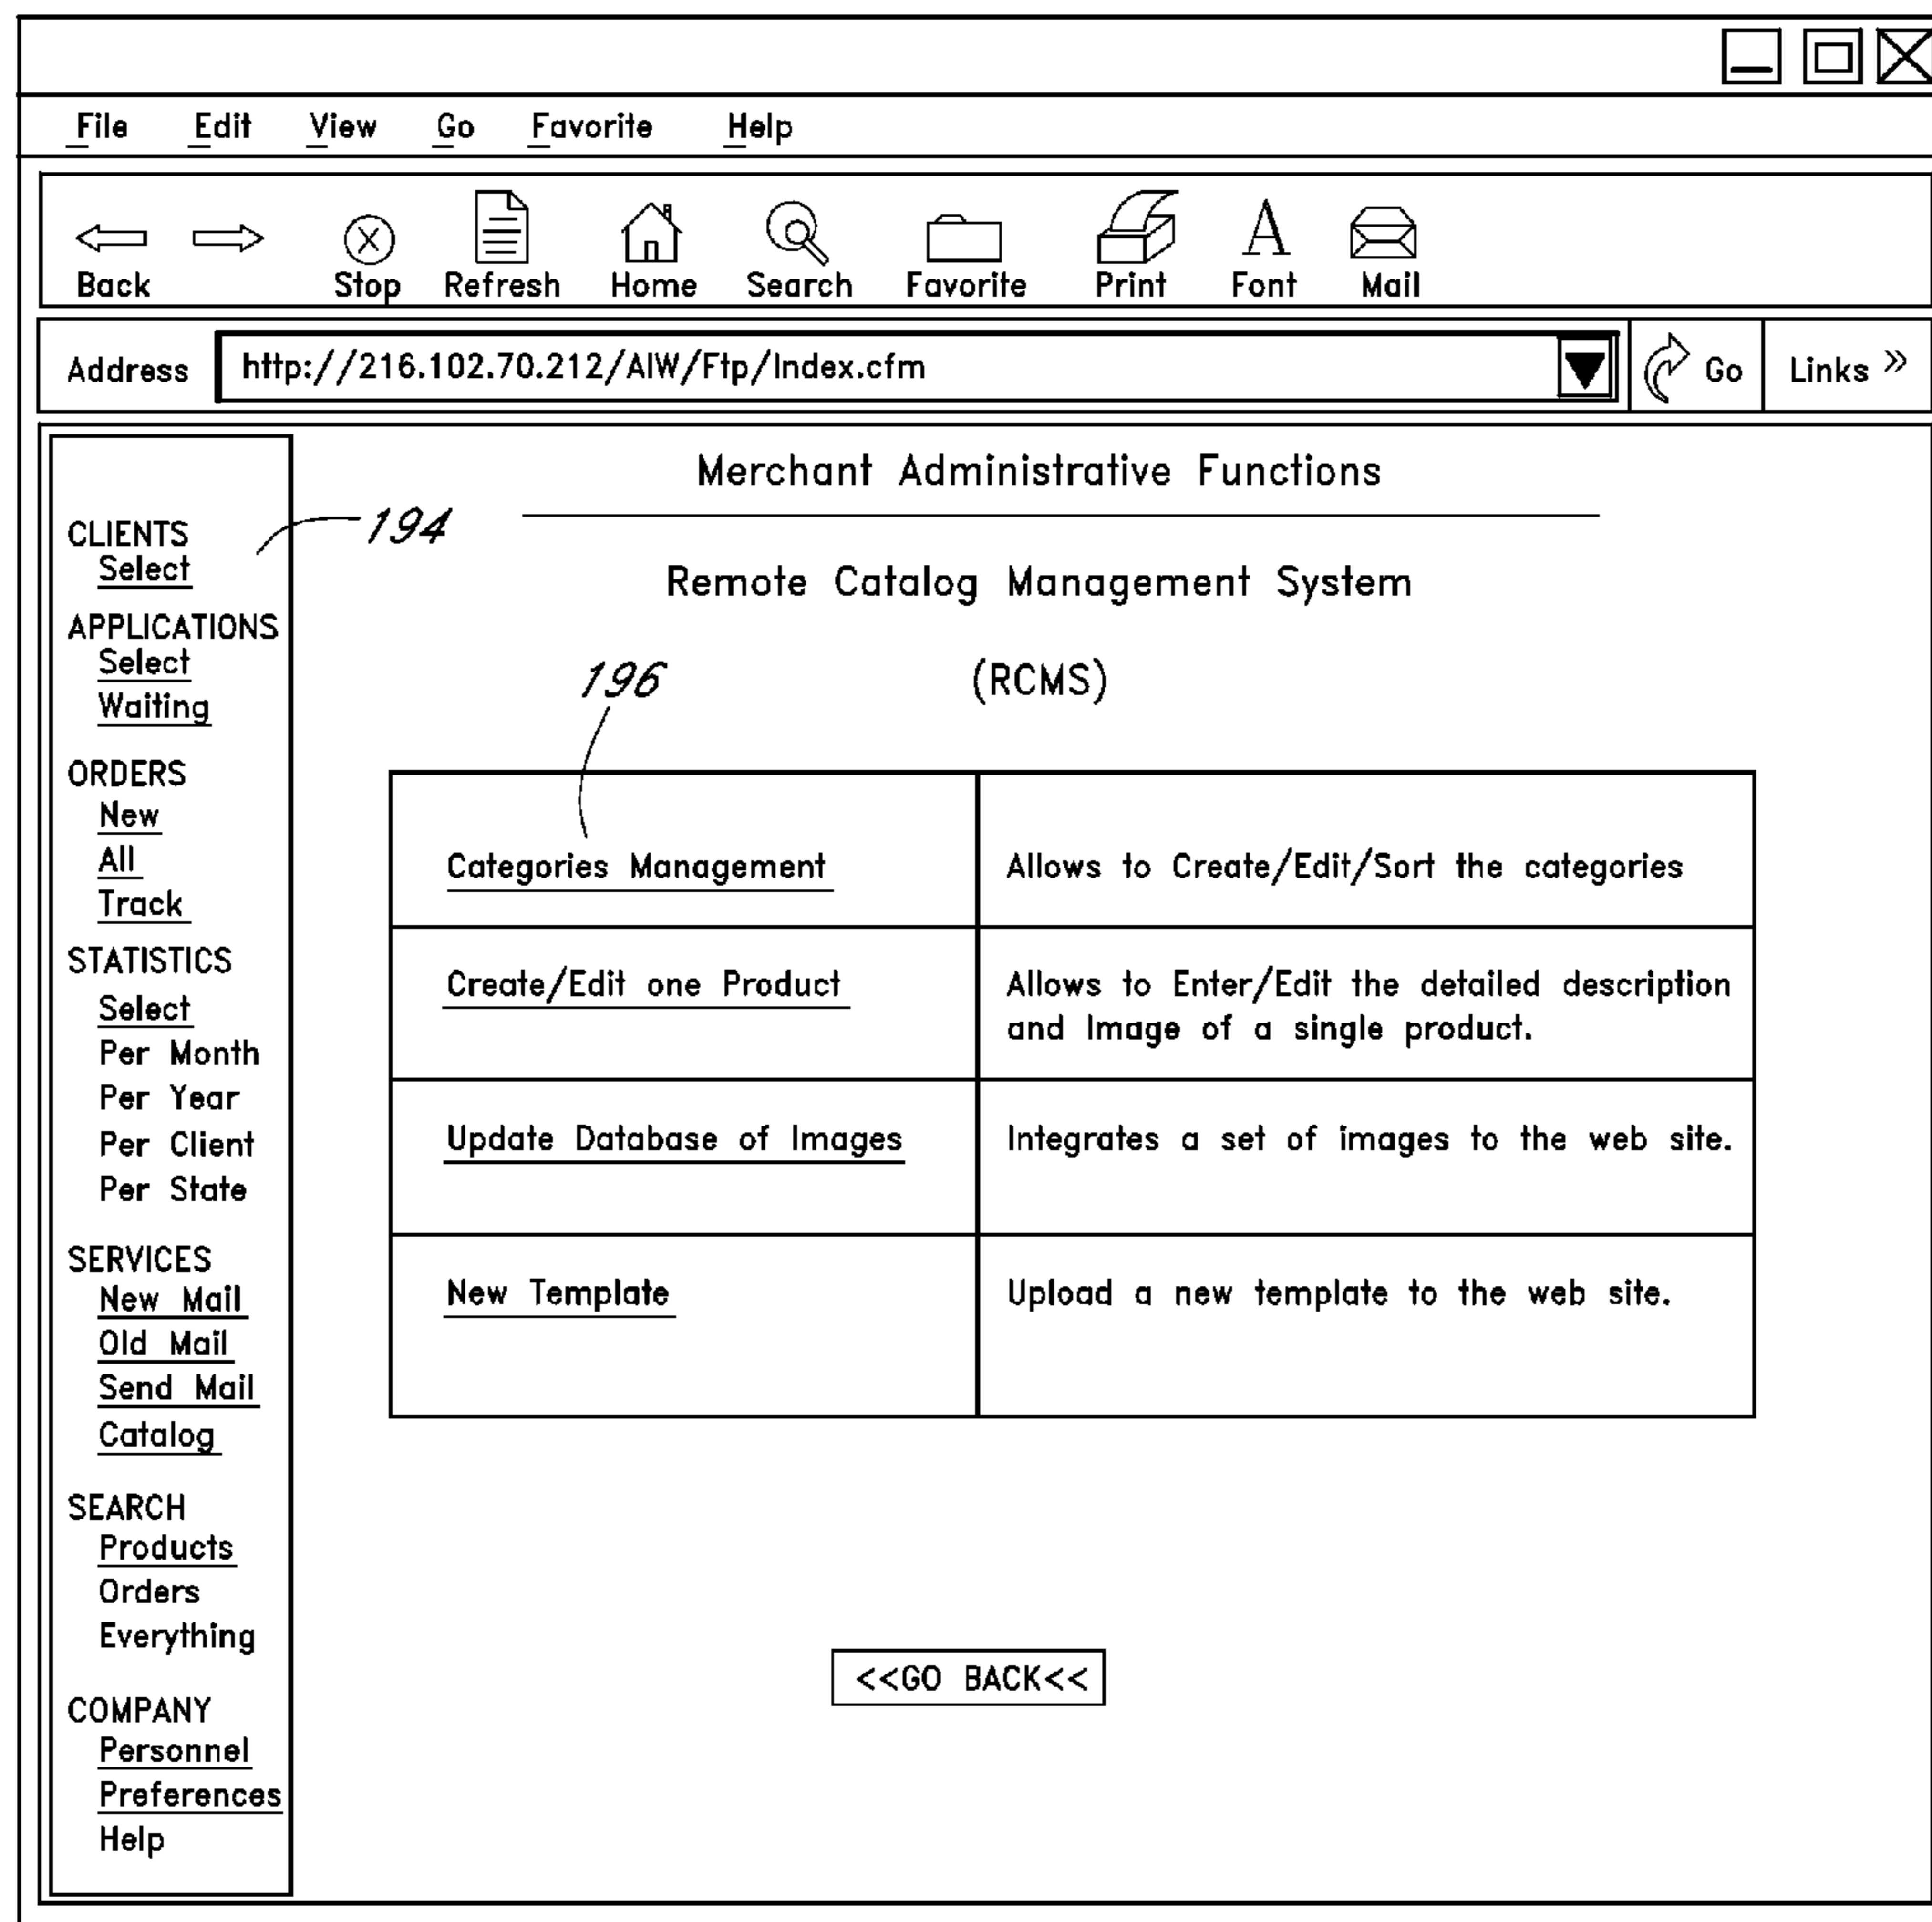 File Edit View Go Favorite Help
Back Stop Refresh Home Search Favorite Print Font Mail
Address http://216.102.70.212/AIW/Ftp/Index.cfm Go Links »
Merchant Administrative Functions
194
Remote Catalog Management System
196
(RCMS)
CLIENTS
Select
APPLICATIONS
Select
Waiting
ORDERS
New
All
Track
STATISTICS
Select
Per Month
Per Year
Per Client
Per State
SERVICES
New Mail
Old Mail
Send Mail
Catalog
SEARCH
Products
Orders
Everything
COMPANY
Personnel
Preferences
Help
Categories Management
Allows to Create/Edit/Sort the categories
Create/Edit one Product
Allows to Enter/Edit the detailed description
and Image of a single product.
Update Database of Images
Integrates a set of images to the web site.
New Template
Upload a new template to the web site.
<<GO BACK<<